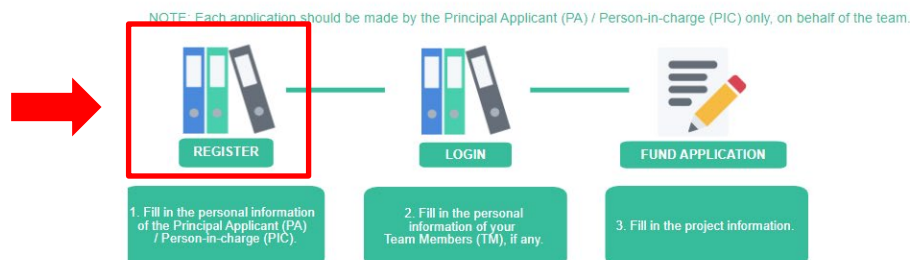 NOTE: Each application should be made by the Principal Applicant (PA) / Person-in-charge (PIC) only, on behalf of the team.
REGISTER
LOGIN
FUND APPLICATION
1. Fill in the personal information
of the Principal Applicant (PA)
/ Person-in-charge (PIC).
2. Fill in the personal
information of your
Team Members (TM), if any.
3. Fill in the project information.